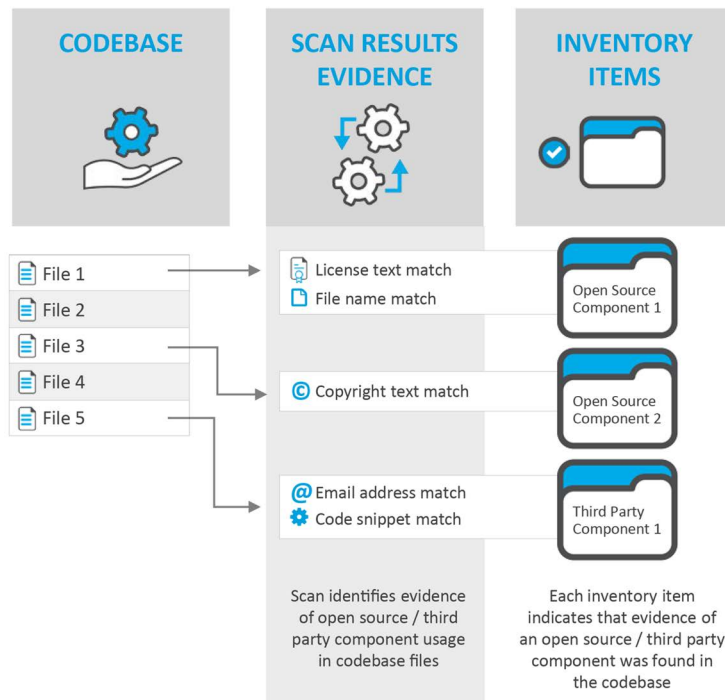 CODEBASE
SCAN RESULTS
EVIDENCE
INVENTORY
ITEMS
File 1
File 2
File 3
File 4
File 5
License text match
File name match
© Copyright text match
@ Email address match
Code snippet match
Open Source
Component 1
Open Source
Component 2
Third Party
Component 1
Scan identifies evidence
of open source / third
party component usage
in codebase files
Each inventory item
indicates that evidence of
an open source / third party
component was found in
the codebase